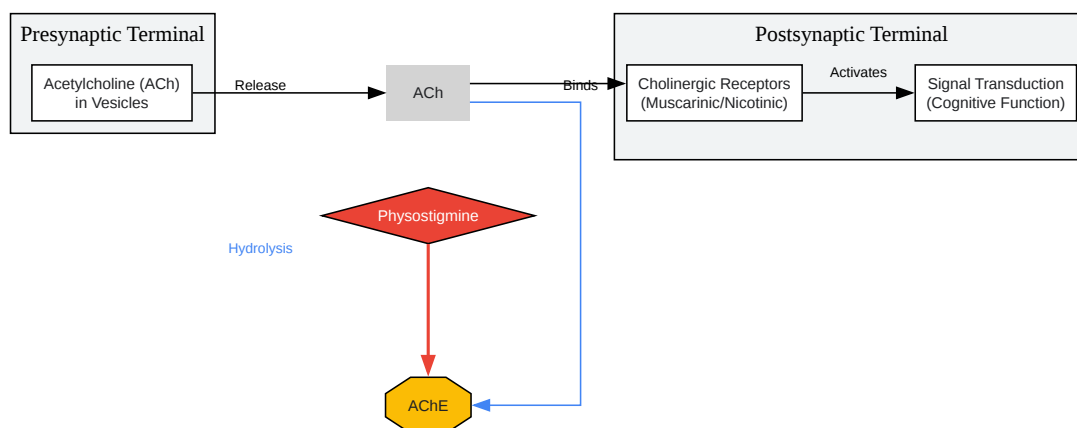 Presynaptic Terminal
Postsynaptic Terminal
Acetylcholine (ACh)
in Vesicles
Release
ACh
Binds
Cholinergic Receptors
(Muscarinic/Nicotinic)
Activates
Signal Transduction
(Cognitive Function)
Physostigmine
Hydrolysis
AChE